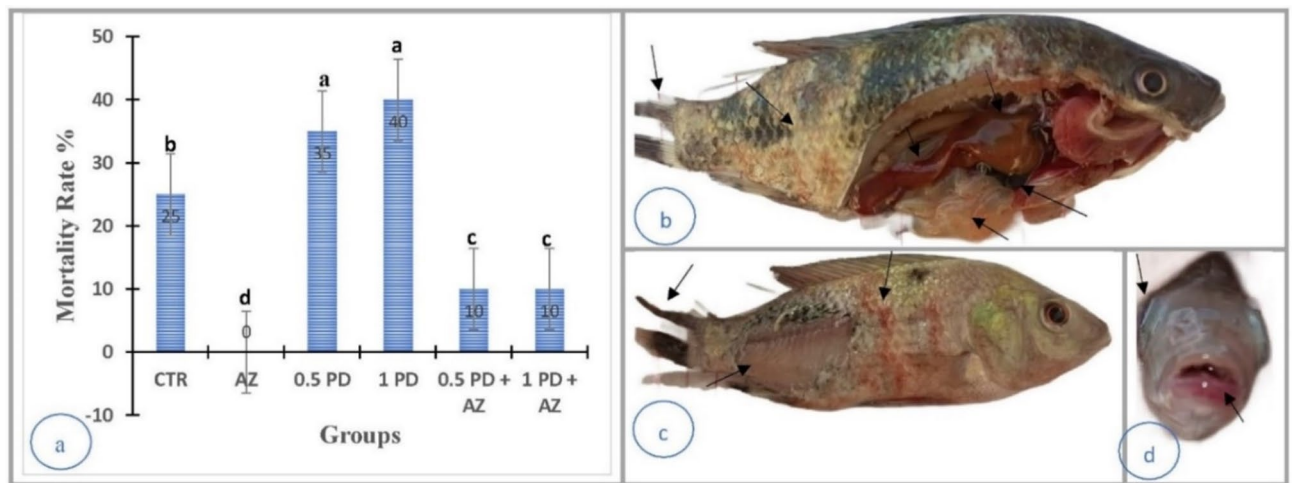 50
40
30
20
10
0
-10
Mortality Rate %
b
25
d
0
a
35
a
40
c
10
c
10
CTR AZ 0.5 PD 1 PD 0.5 PD + 1 PD +
AZ AZ
Groups
a
b
c
d